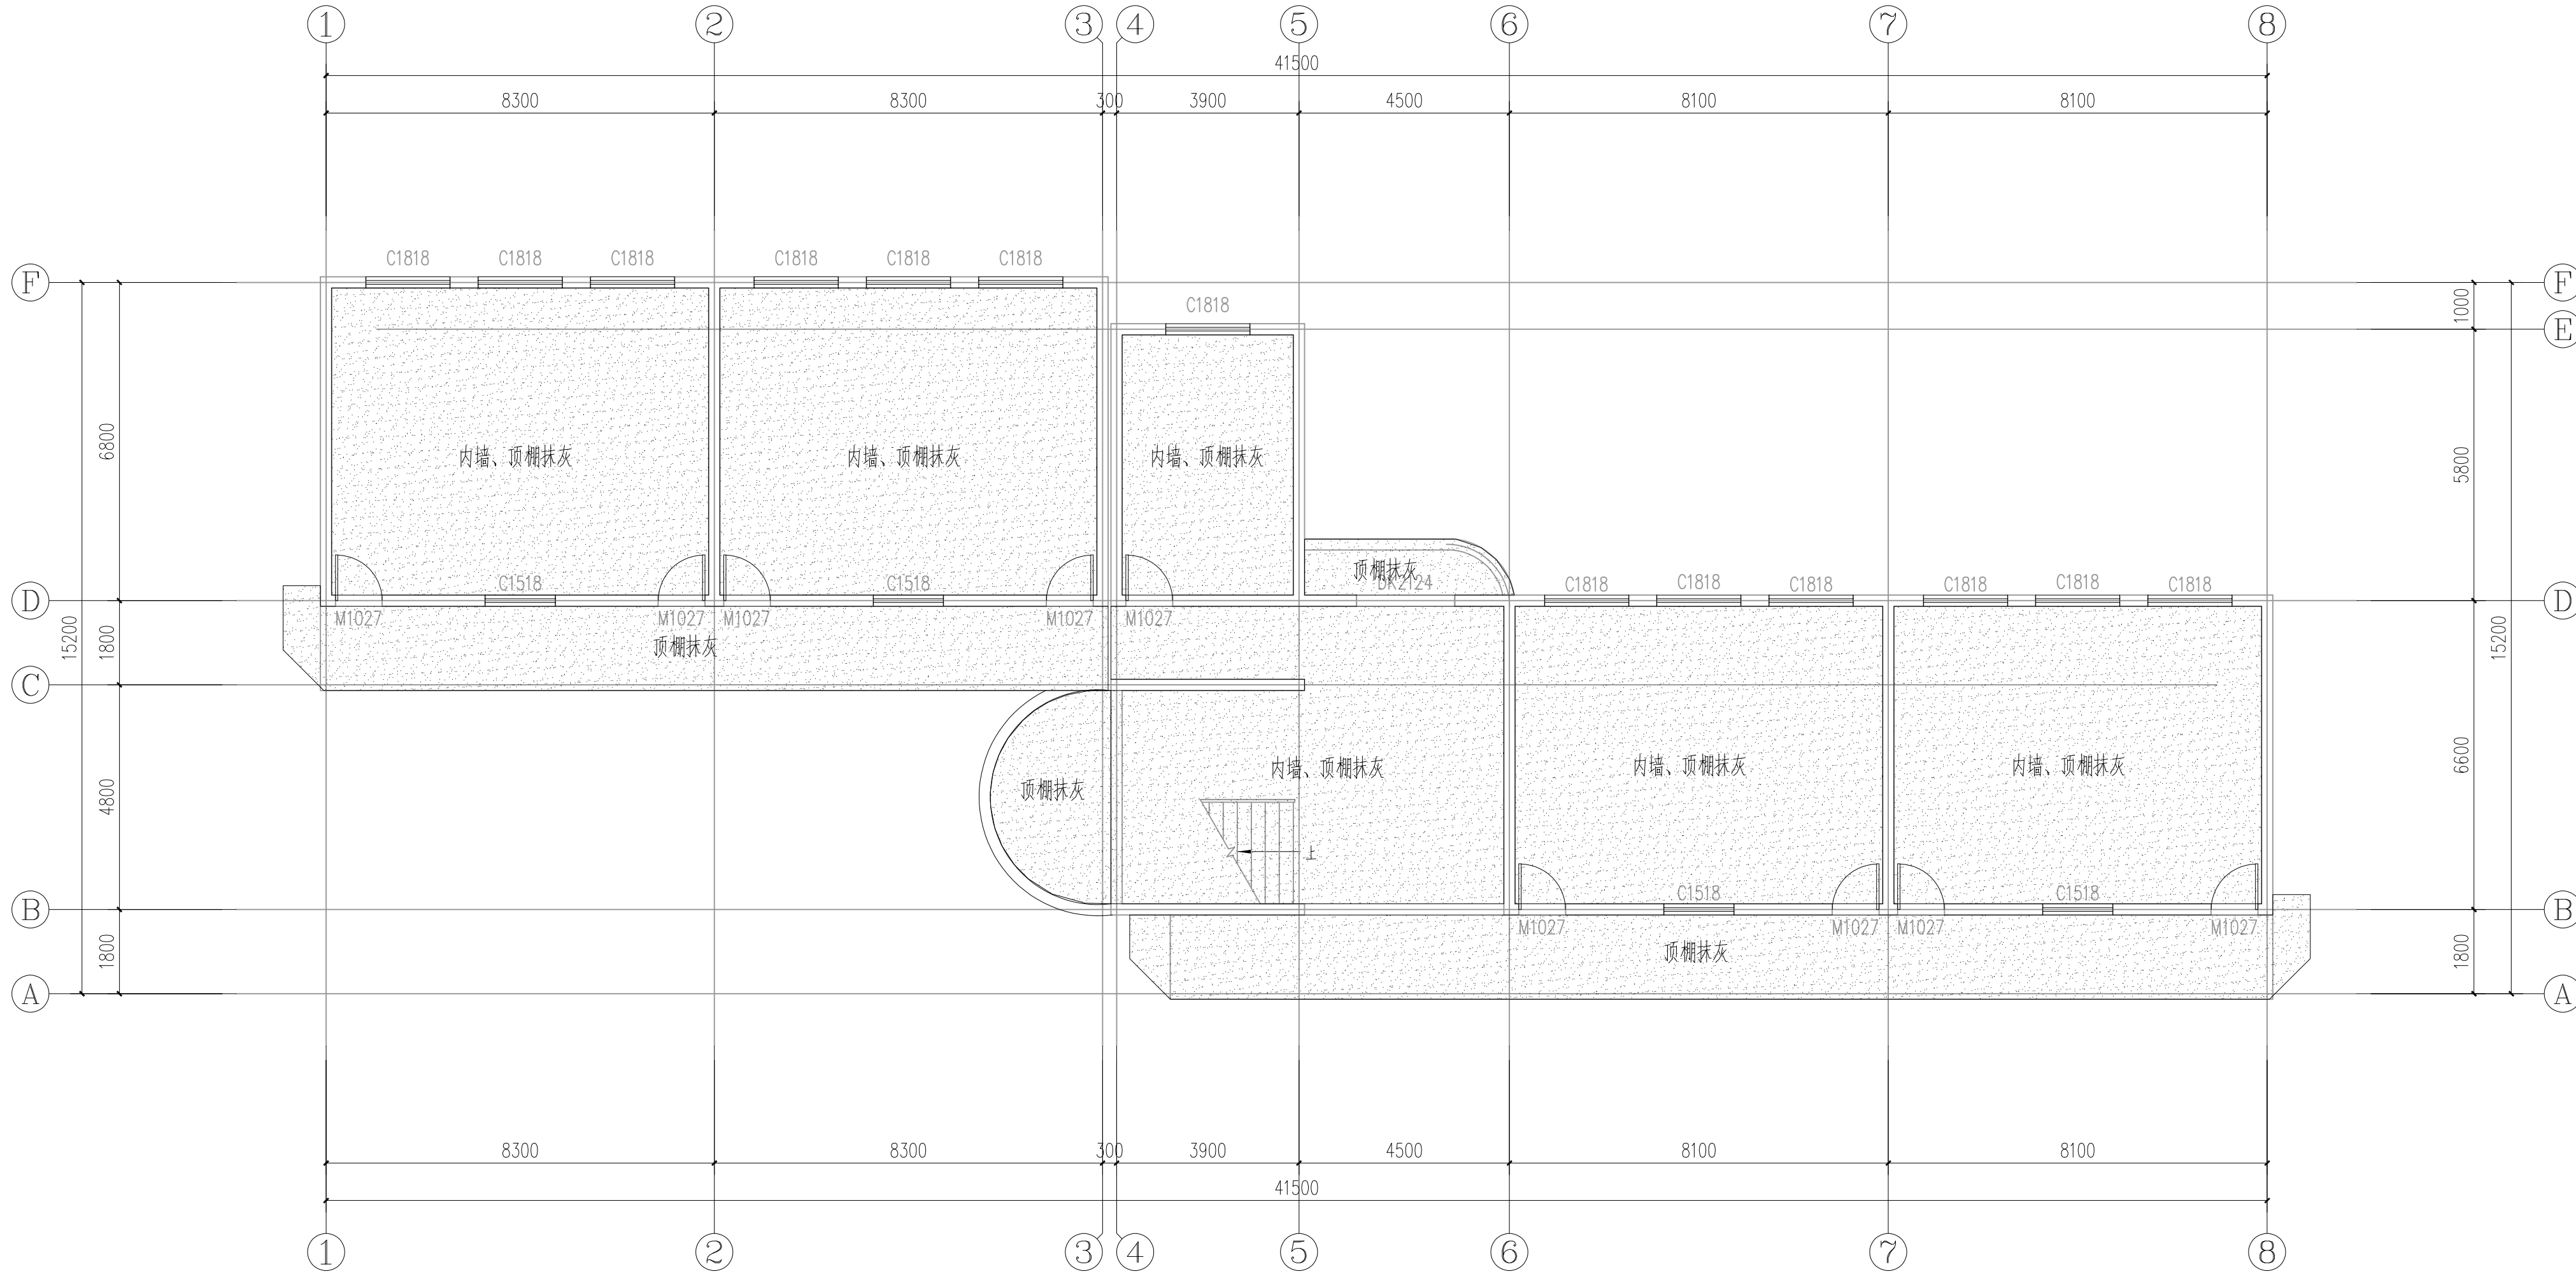 1 2 3 4 5 6 7 8
41500
8300 8300 300 3900 4500 8100 8100
C1818 C1818 C1818 C1818 C1818 C1818
F F
1000
C1818
E
6800 5800
内墙、顶棚抹灰 内墙、顶棚抹灰 内墙、顶棚抹灰
顶棚抹灰
C1518 C1518 DK2124 C1818 C1818 C1818 C1818 C1818 C1818
D D
M1027 M1027 M1027 M1027 M1027
15200 1800 顶棚抹灰 15200
C
内墙、顶棚抹灰 内墙、顶棚抹灰 内墙、顶棚抹灰
4800 顶棚抹灰 6600
上
C1518 C1518
B B
M1027 M1027 M1027 M1027
1800 顶棚抹灰 1800
A A
8300 8300 300 3900 4500 8100 8100
41500
1 2 3 4 5 6 7 8